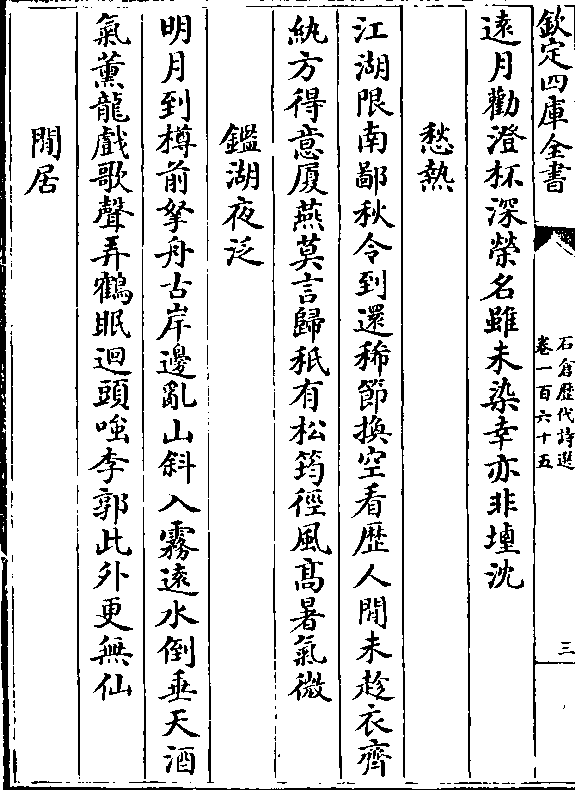 欽定四庫全書
石倉歷代詩選
卷一百六十五
三
遠月勸澄杯深榮名雖未染幸亦非堙沈
愁熱
江湖限南鄙秋令到還稀節換空看歴人閒未趁衣齊
紈方得意厦燕莫言歸秖有松筠徑風髙暑氣微
鑑湖夜泛
明月到樽前拏舟古岸邊亂山斜入霧遠水倒垂天酒
氣薰龍戲歌聲弄鶴眠迴頭嗤李郭此外更無仙
閒居